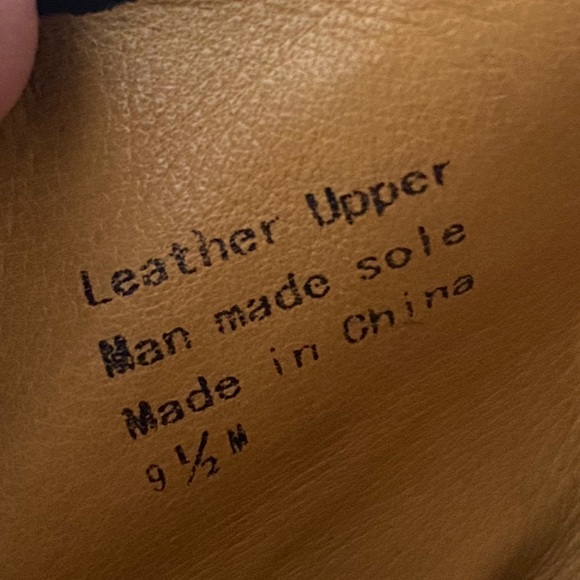 Leather Upper
Man made sole
Made in China
9 ½ M